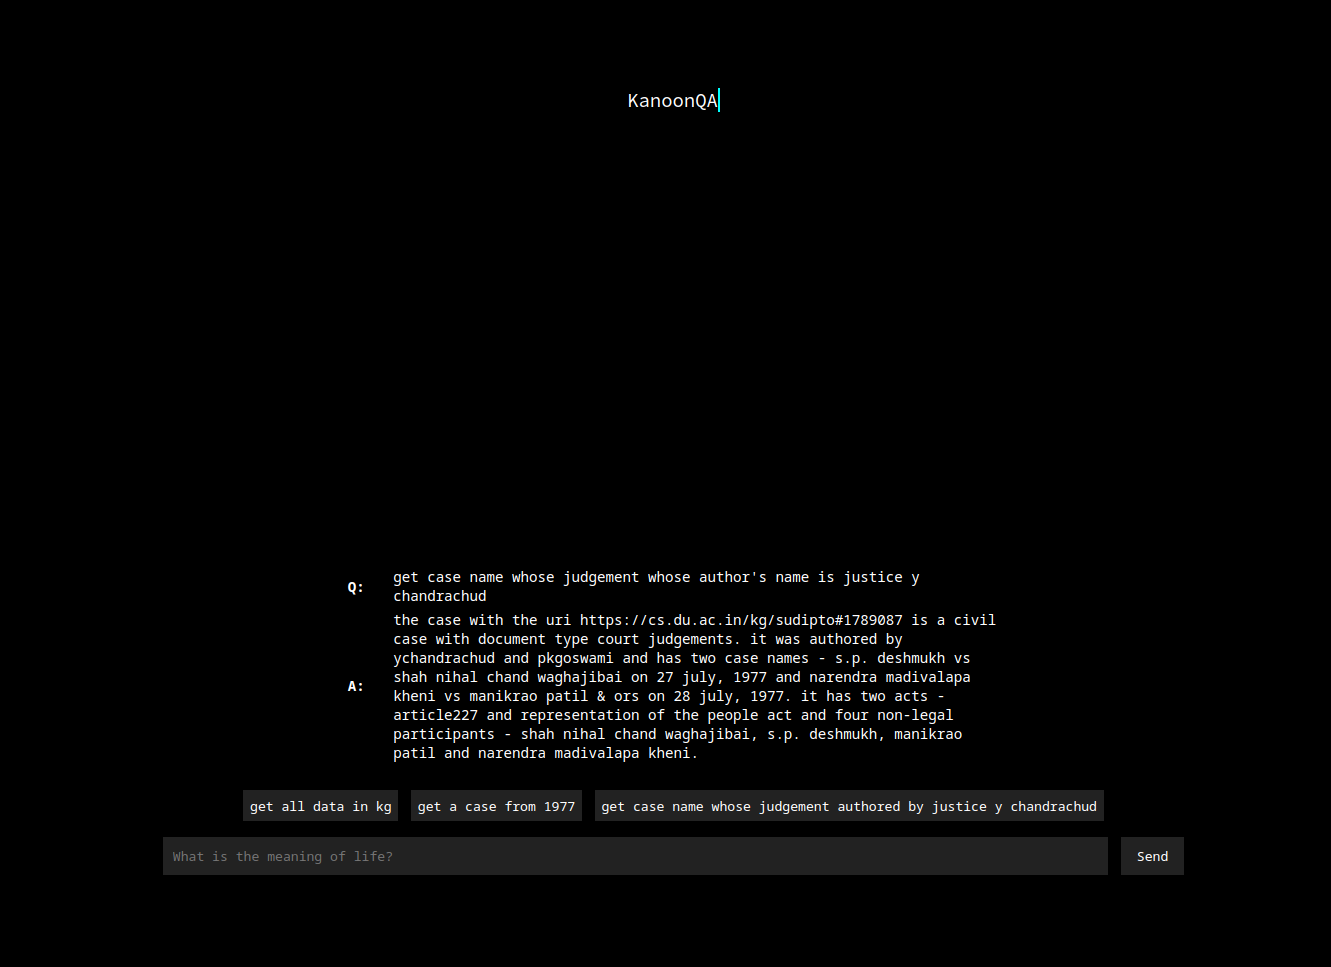 KanoonQA
Q:
get case name whose judgement whose author's name is justice y
chandrachud
A:
the case with the uri https://cs.du.ac.in/kg/sudipto#1789087 is a civil
case with document type court judgements. it was authored by
ychandrachud and pkgoswami and has two case names - s.p. deshmukh vs
shah nihal chand waghajibai on 27 july, 1977 and narendra madivalapa
kheni vs manikrao patil & ors on 28 july, 1977. it has two acts -
article227 and representation of the people act and four non-legal
participants - shah nihal chand waghajibai, s.p. deshmukh, manikrao
patil and narendra madivalapa kheni.
get all data in kg
get a case from 1977
get case name whose judgement authored by justice y chandrachud
What is the meaning of life?
Send